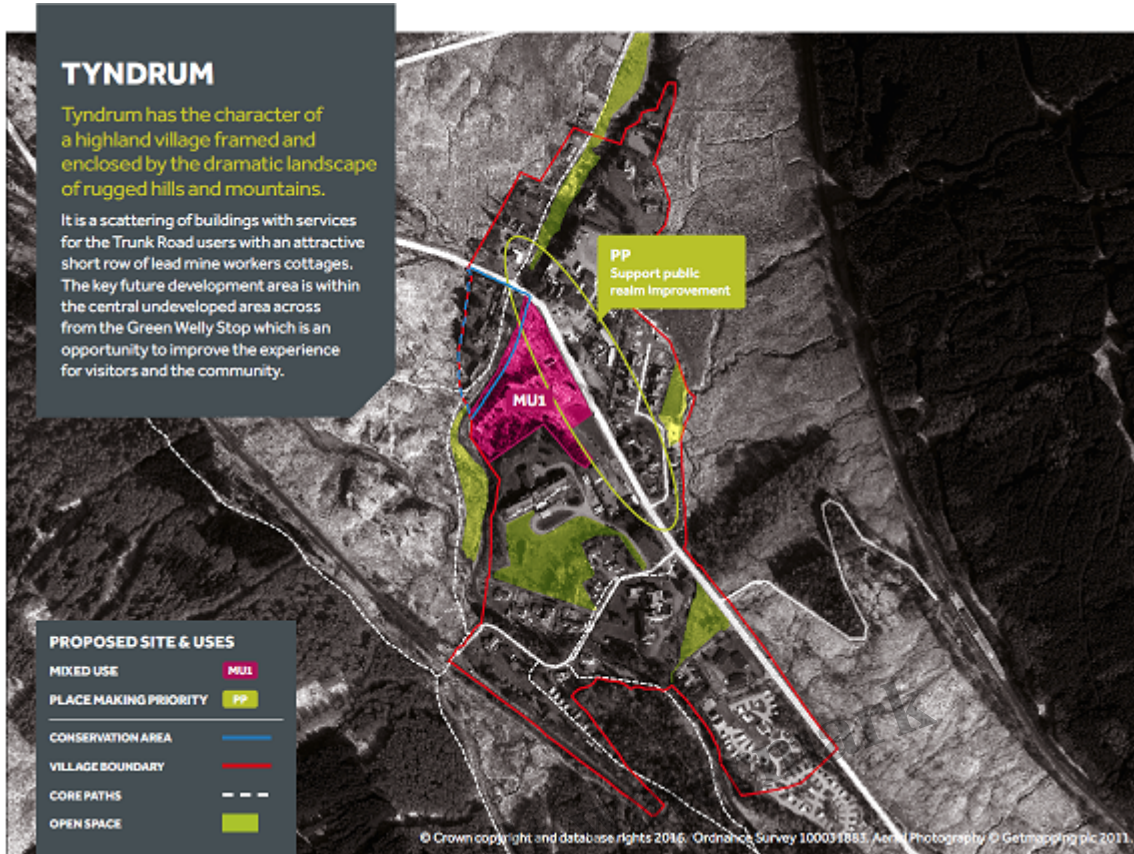 TYNDRUM
Tyndrum has the character of
a highland village framed and
enclosed by the dramatic landscape
of rugged hills and mountains.
It is a scattering of buildings with services
for the Trunk Road users with an attractive
short row of lead mine workers cottages.
The key future development area is within
the central undeveloped area across
from the Green Welly Stop which is an
opportunity to improve the experience
for visitors and the community.
PP
Support public
realm improvement
MU1
PROPOSED SITE & USES
MIXED USE MU1
PLACE MAKING PRIORITY PP
CONSERVATION AREA
VILLAGE BOUNDARY
CORE PATHS
OPEN SPACE
© Crown copyright and database rights 2016. Ordnance Survey 100031883. Aerial Photography © Getmapping plc 2011.